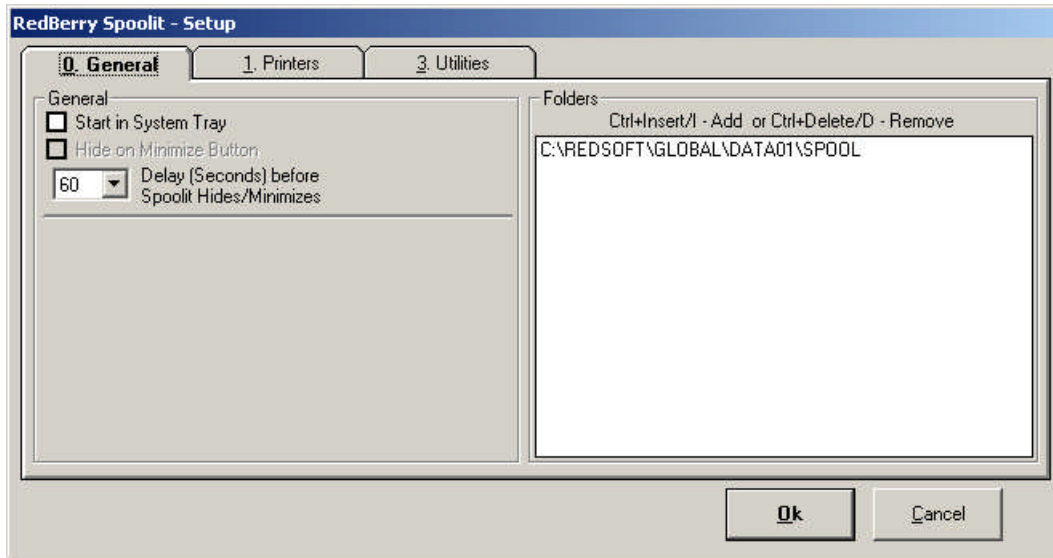 RedBerry Spoolit - Setup
0. General
1. Printers
3. Utilities
General
Start in System Tray
Hide on Minimize Button
60
Delay (Seconds) before
Spoolit Hides/Minimizes
Folders
Ctrl+Insert/I - Add or Ctrl+Delete/D - Remove
C:\REDSOFT\GLOBAL\DATA01\SPOOL
Ok
Cancel